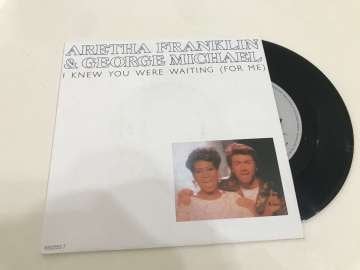 ARETHA FRANKLIN
& GEORGE MICHAEL
I KNEW YOU WERE WAITING (FOR ME)